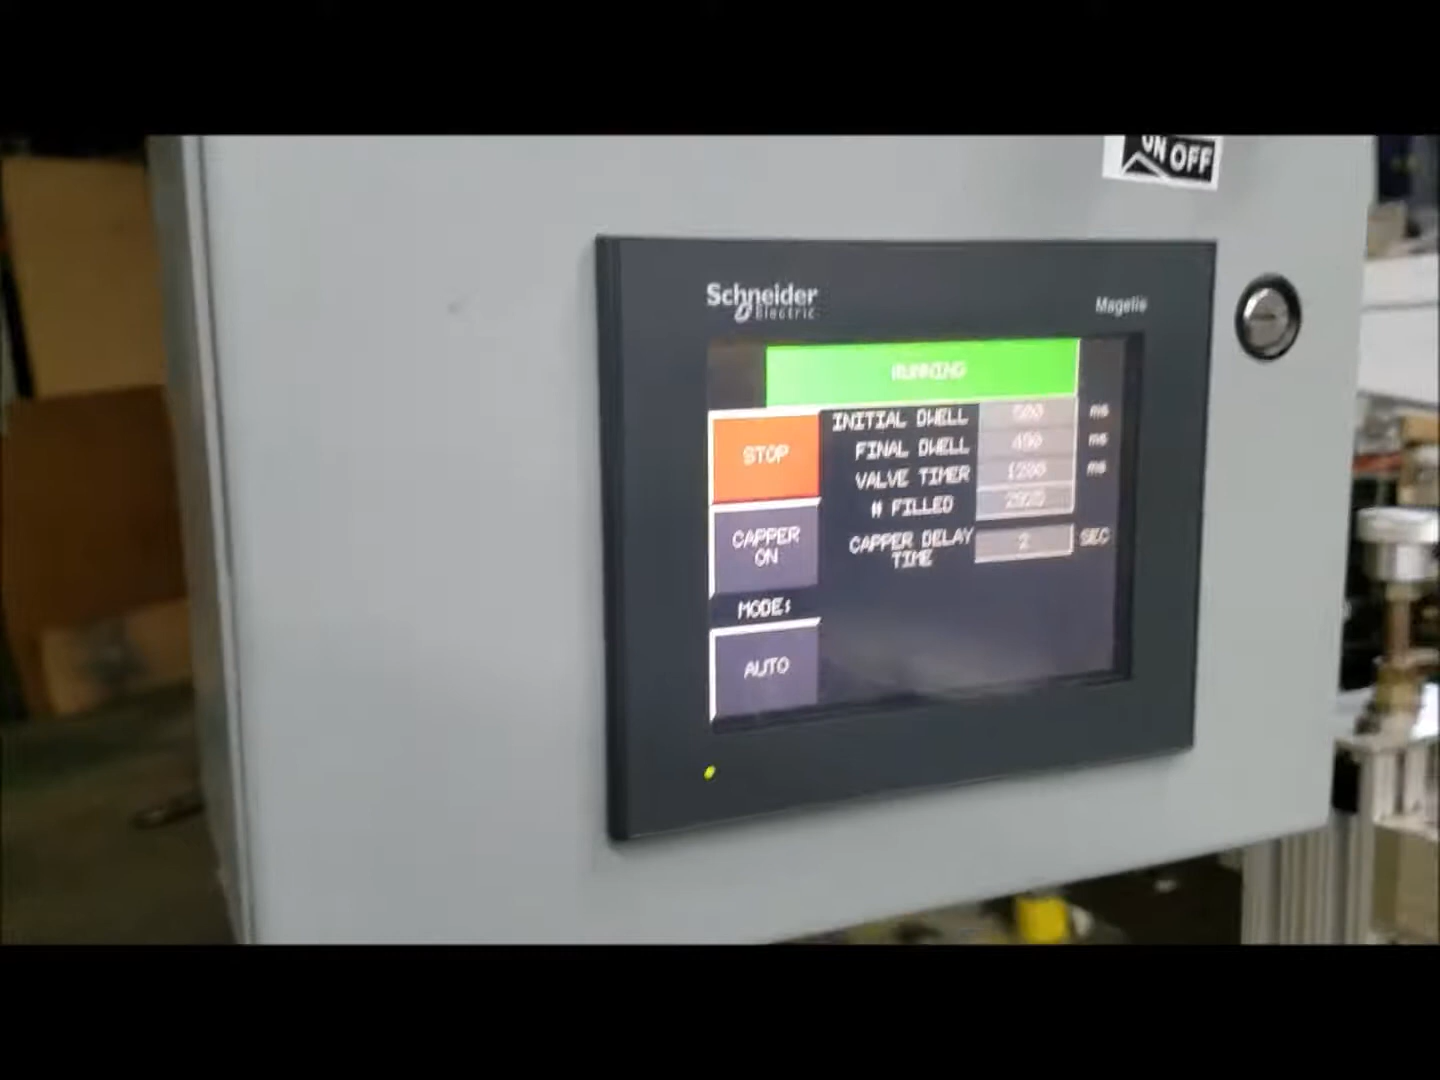 ON OFF
Schneider
Electric
Magelis
RUNNING
STOP
INITIAL DWELL 500 ms
FINAL DWELL 490 ms
VALVE TIMER 1200 ms
# FILLED
CAPPER
ON
CAPPER DELAY
TIME
2 SEC
MODE:
AUTO